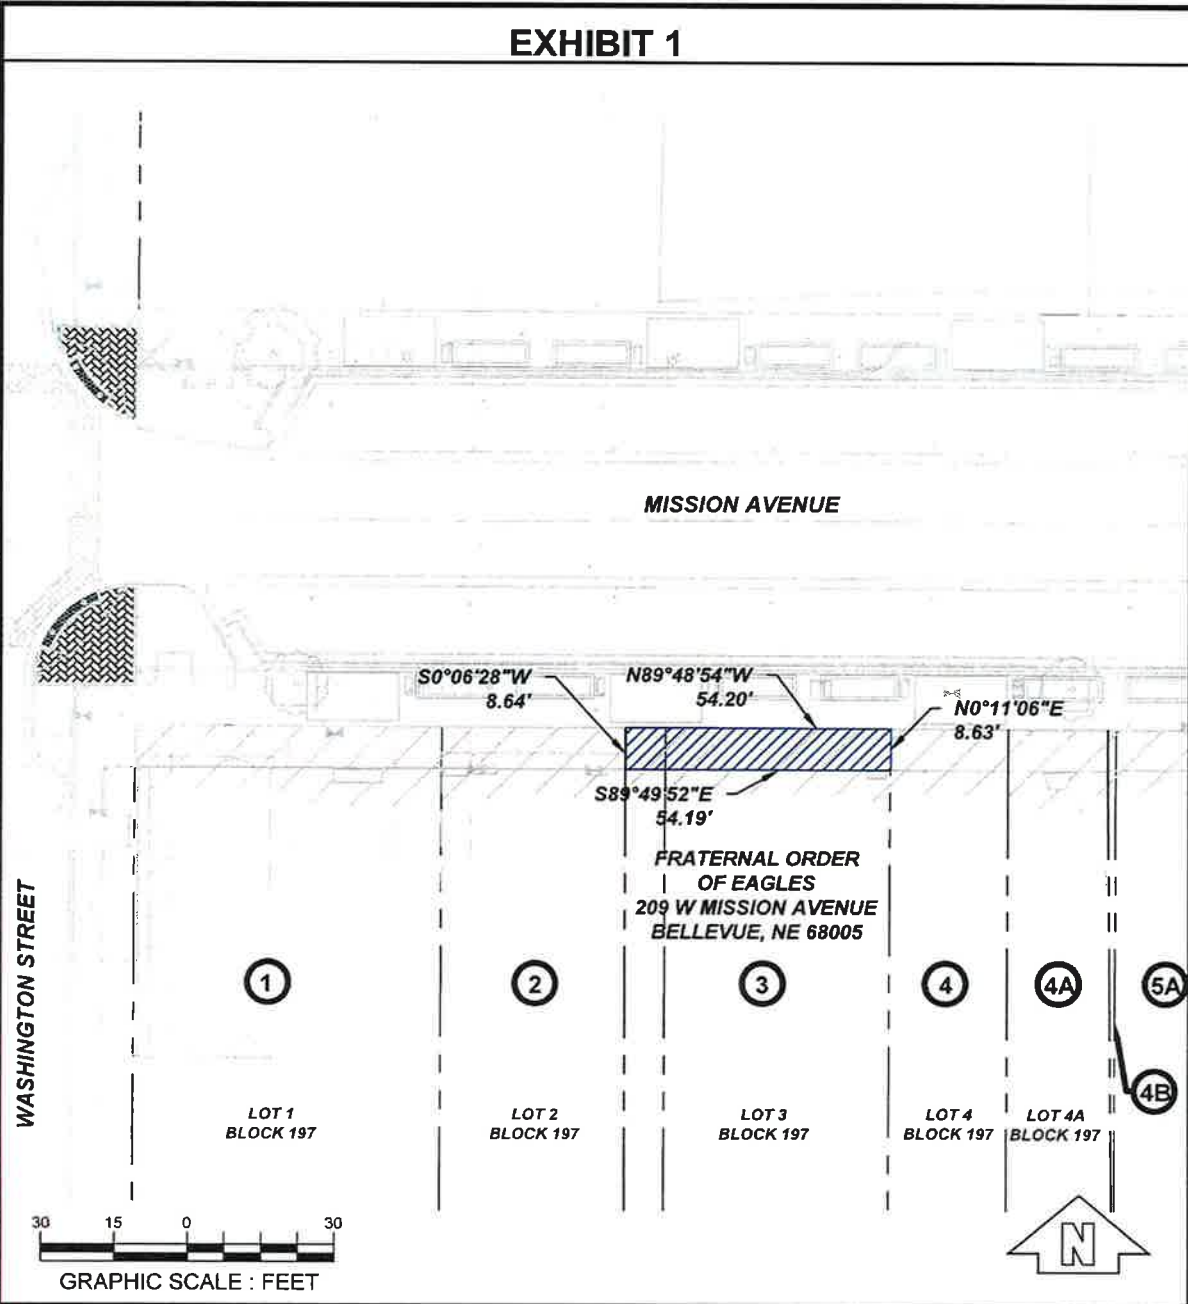 EXHIBIT 1
MISSION AVENUE
S0°06'28"W
8.64'
N89°48'54"W
54.20'
N0°11'06"E
8.63'
S89°49'52"E
54.19'
FRATERNAL ORDER
OF EAGLES
209 W MISSION AVENUE
BELLEVUE, NE 68005
WASHINGTON STREET
1
2
3
4
4A
5A
4B
LOT 1
BLOCK 197
LOT 2
BLOCK 197
LOT 3
BLOCK 197
LOT 4
BLOCK 197
LOT 4A
BLOCK 197
30 15 0 30
GRAPHIC SCALE : FEET
N